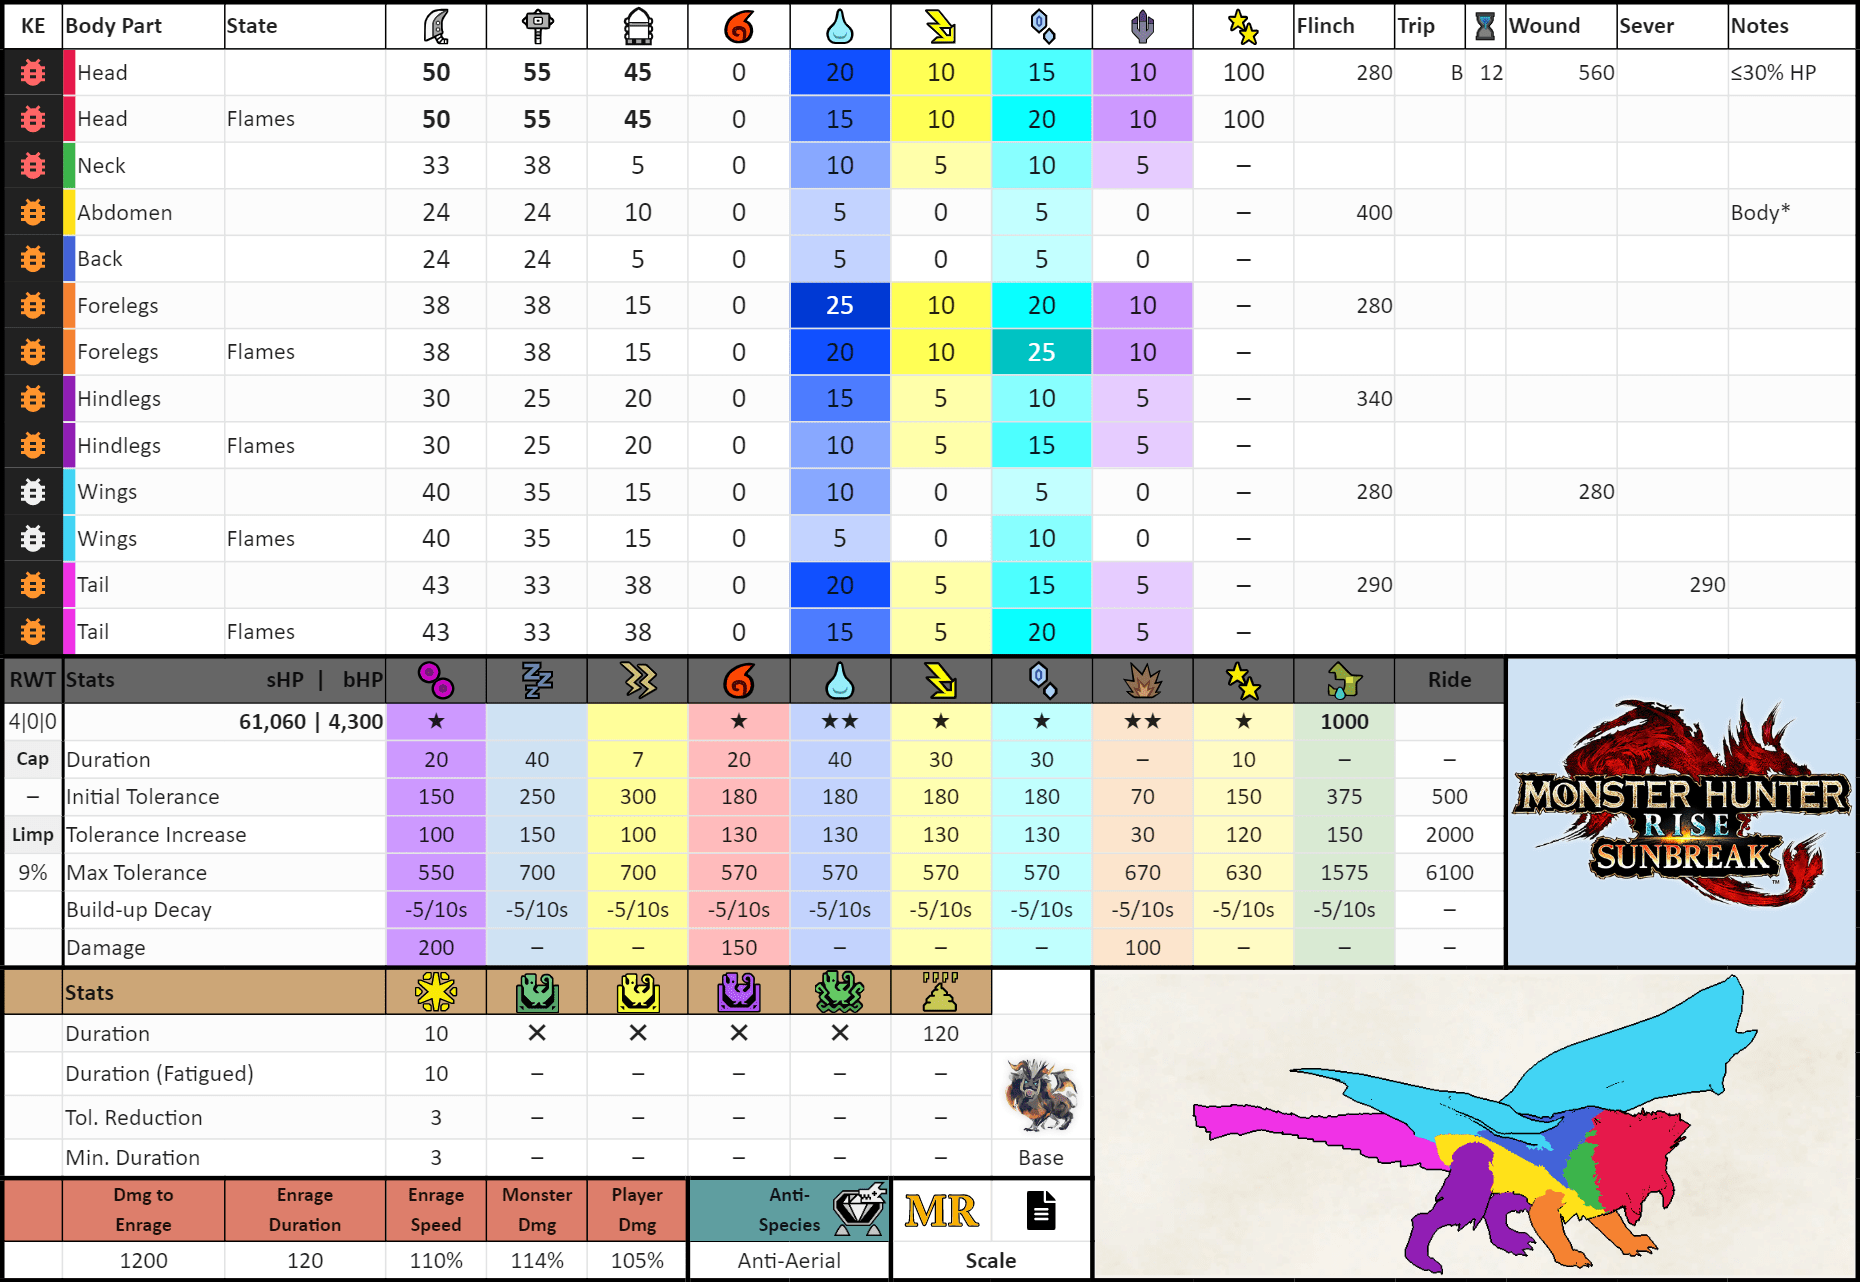 KE Body Part State Flinch Trip Wound Sever Notes
Head 50 55 45 0 20 10 15 10 100 280 B 12 560 ≤30% HP
Head Flames 50 55 45 0 15 10 20 10 100
Neck 33 38 5 0 10 5 10 5 –
Abdomen 24 24 10 0 5 0 5 0 – 400 Body*
Back 24 24 5 0 5 0 5 0 –
Forelegs 38 38 15 0 25 10 20 10 – 280
Forelegs Flames 38 38 15 0 20 10 25 10 –
Hindlegs 30 25 20 0 15 5 10 5 – 340
Hindlegs Flames 30 25 20 0 10 5 15 5 –
Wings 40 35 15 0 10 0 5 0 – 280 280
Wings Flames 40 35 15 0 5 0 10 0 –
Tail 43 33 38 0 20 5 15 5 – 290 290
Tail Flames 43 33 38 0 15 5 20 5 –
RWT Stats sHP | bHP Ride
4|0|0 61,060 | 4,300 ★ ★ ★★ ★ ★ ★★ ★ 1000
Cap Duration 20 40 7 20 40 30 30 – 10 – –
– Initial Tolerance 150 250 300 180 180 180 180 70 150 375 500
Limp Tolerance Increase 100 150 100 130 130 130 130 30 120 150 2000
9% Max Tolerance 550 700 700 570 570 570 570 670 630 1575 6100
Build-up Decay -5/10s -5/10s -5/10s -5/10s -5/10s -5/10s -5/10s -5/10s -5/10s -5/10s –
Damage 200 – – 150 – – – 100 – – –
MONSTER HUNTER
RISE
SUNBREAK
™
Stats
Duration 10 ✕ ✕ ✕ ✕ 120
Duration (Fatigued) 10 – – – – –
Tol. Reduction 3 – – – – –
Min. Duration 3 – – – – – Base
Dmg to Enrage Enrage Duration Enrage Speed Monster Dmg Player Dmg Anti-Species MR
1200 120 110% 114% 105% Anti-Aerial Scale